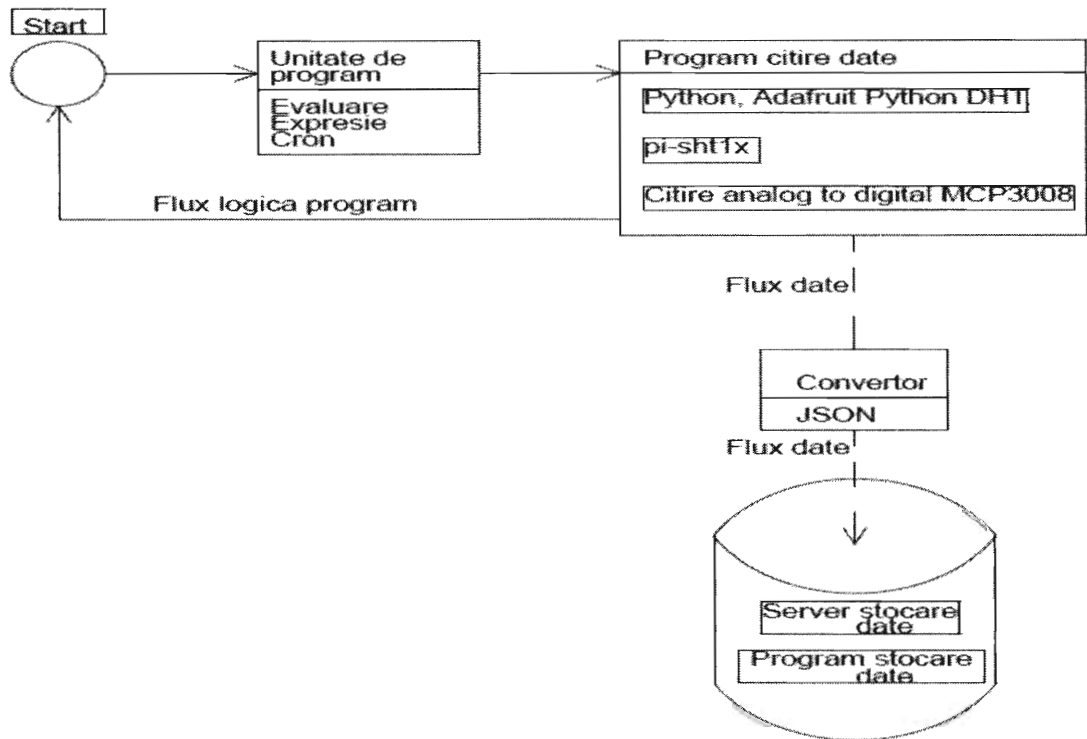 Start
Unitate de
program
Evaluare
Expresie
Cron
Program citire date
Python, Adafruit Python DHT
pi-sht1x
Citire analog to digital MCP3008
Flux logica program
Flux date
Convertor
JSON
Flux date
Server stocare
date
Program stocare
date